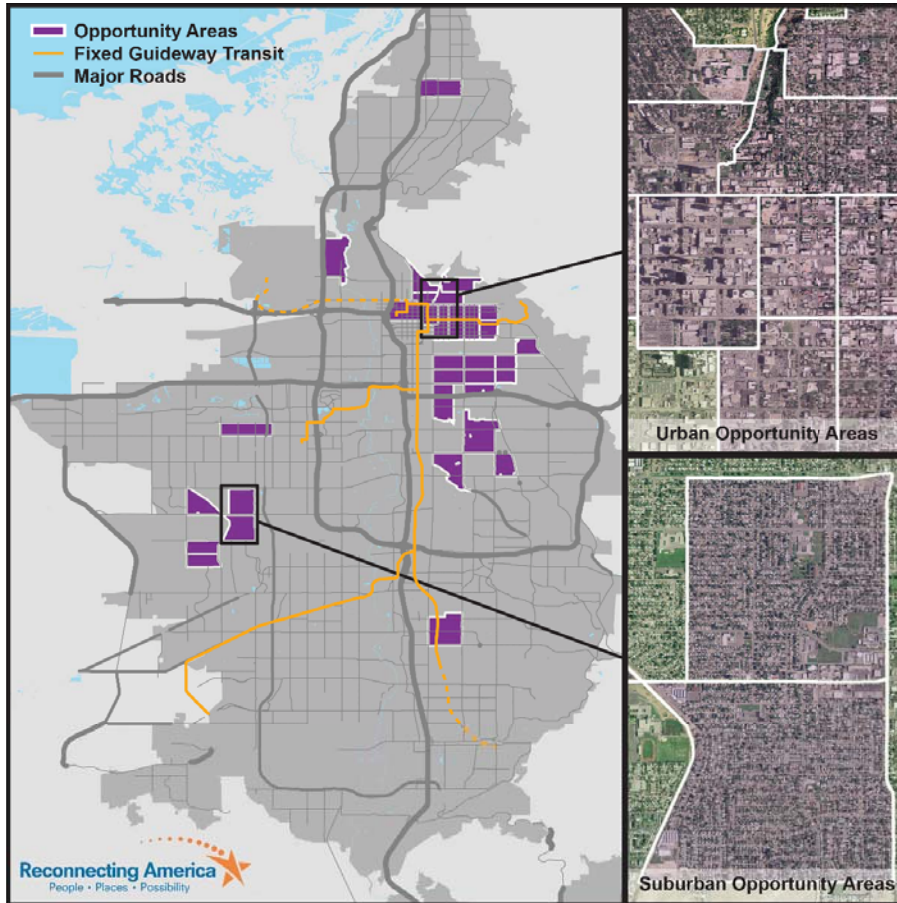 Opportunity Areas
Fixed Guideway Transit
Major Roads
Urban Opportunity Areas
Suburban Opportunity Areas
Reconnecting America
People • Places • Possibility